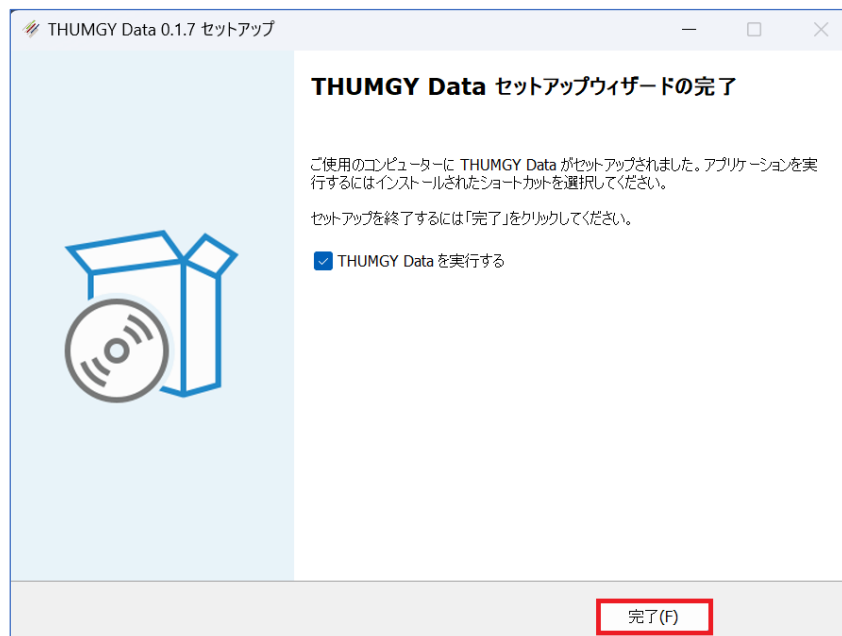 THUMGY Data 0.1.7 セットアップ
THUMGY Data セットアップウィザードの完了
ご使用のコンピューターに THUMGY Data がセットアップされました。アプリケーションを実
行するにはインストールされたショートカットを選択してください。
セットアップを終了するには「完了」をクリックしてください。
THUMGY Data を実行する
完了(F)